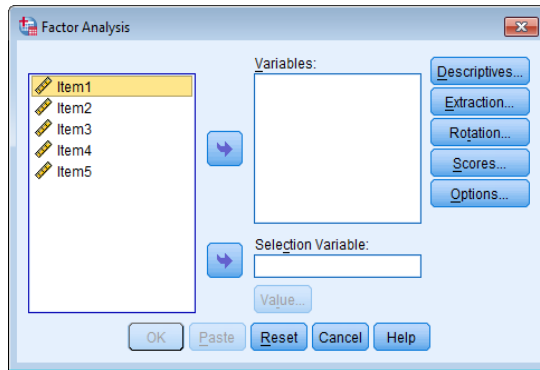 Factor Analysis
Item1
Item2
Item3
Item4
Item5
Variables:
Selection Variable:
Value...
Descriptives...
Extraction...
Rotation...
Scores...
Options...
OK
Paste
Reset
Cancel
Help